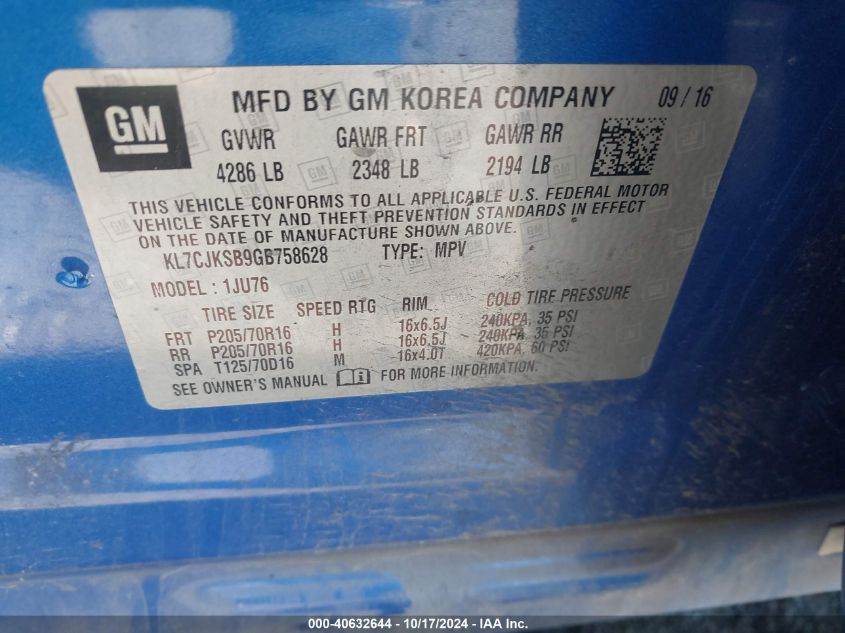 GM MFD BY GM KOREA COMPANY 09 / 16
GVWR GAWR FRT GAWR RR
4286 LB 2348 LB 2194 LB
THIS VEHICLE CONFORMS TO ALL APPLICABLE U.S. FEDERAL MOTOR
VEHICLE SAFETY AND THEFT PREVENTION STANDARDS IN EFFECT
ON THE DATE OF MANUFACTURE SHOWN ABOVE.
KL7CJKSB9GB758628 TYPE: MPV
MODEL : 1JU76
TIRE SIZE SPEED RTG RIM COLD TIRE PRESSURE
FRT P205/70R16 H 16x6.5J 240KPA, 35 PSI
RR P205/70R16 H 16x6.5J 240KPA, 35 PSI
SPA T125/70D16 M 16x4.0T 420KPA, 60 PSI
SEE OWNER'S MANUAL FOR MORE INFORMATION.
000-40632644 - 10/17/2024 - IAA Inc.